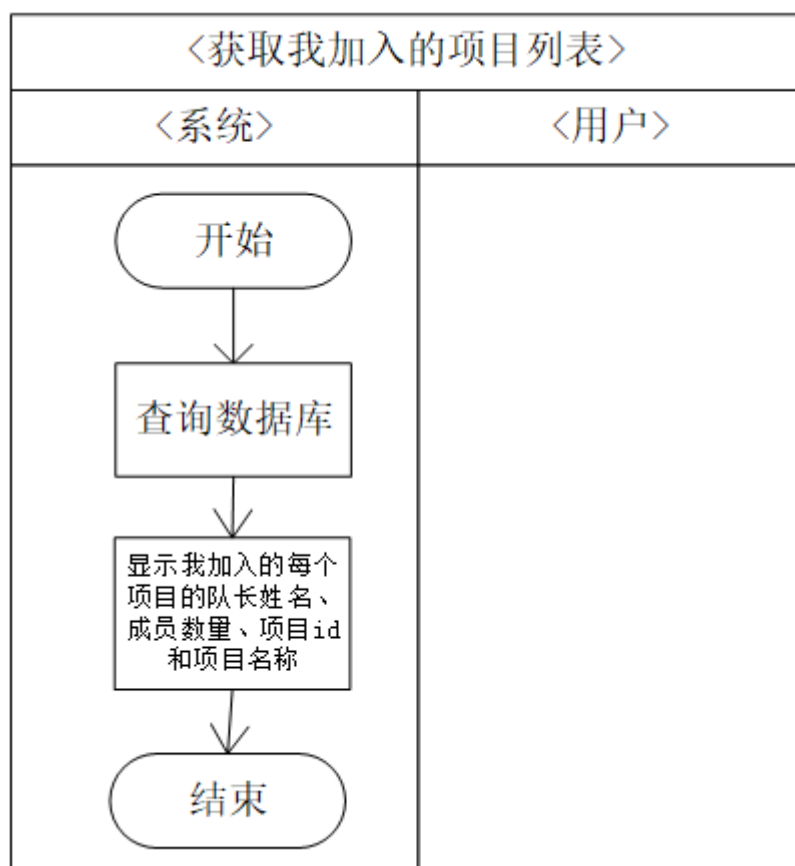 <获取我加入的项目列表>
<系统>
<用户>
开始
查询数据库
显示我加入的每个
项目的队长姓名、
成员数量、项目id
和项目名称
结束